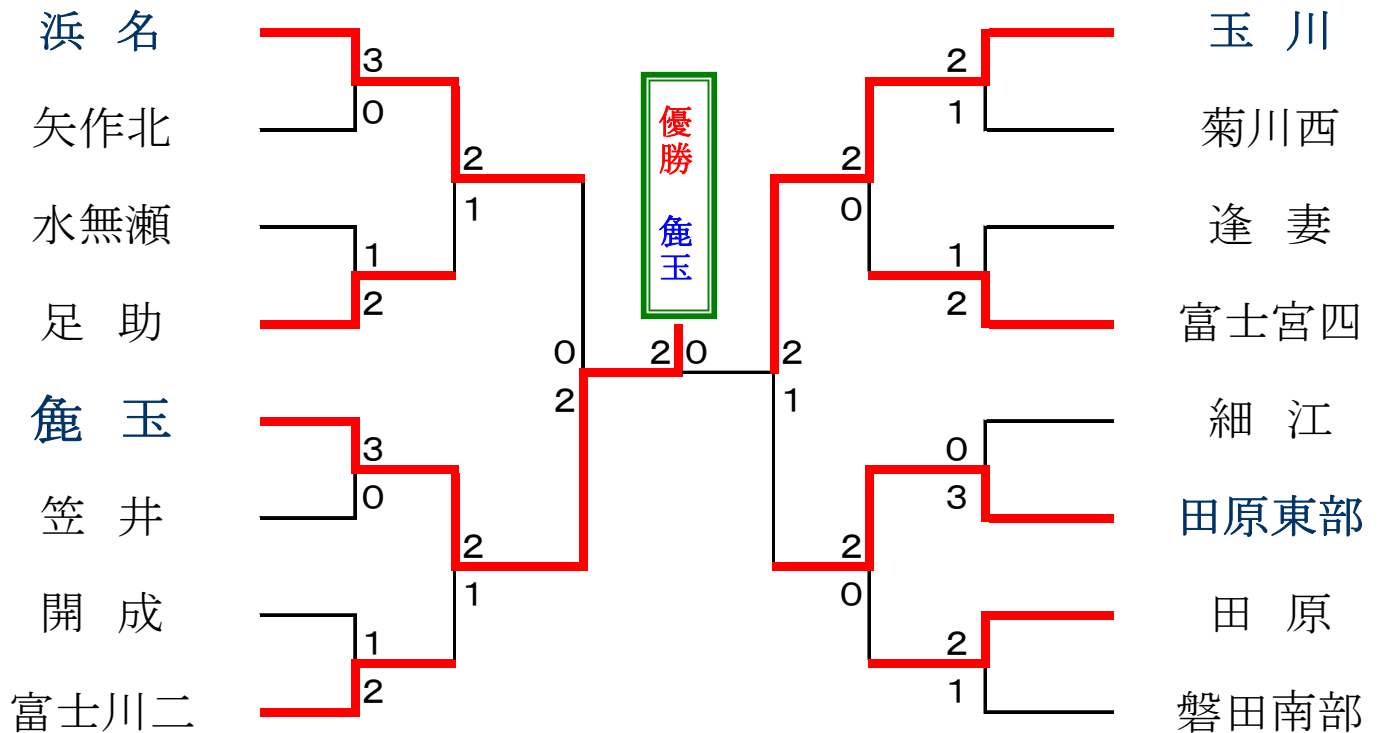 浜 名
矢作北
水無瀬
足 助
麁 玉
笠 井
開 成
富士川二
3
0
1
2
3
0
1
2
2
1
2
1
0
2
優勝 麁玉
2 0
2
1
2
0
2
0
2
1
1
2
0
3
2
1
玉 川
菊川西
逢 妻
富士宮四
細 江
田原東部
田 原
磐田南部